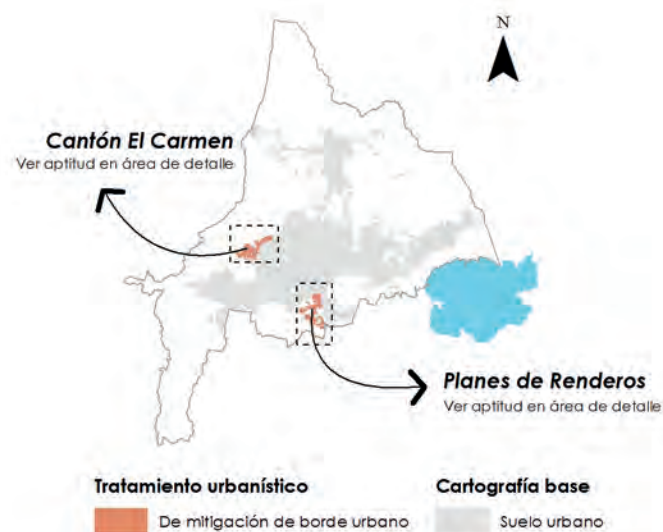 N
Cantón El Carmen
Ver aptitud en área de detalle
Planes de Renderos
Ver aptitud en área de detalle
Tratamiento urbanístico
De mitigación de borde urbano
Cartografía base
Suelo urbano